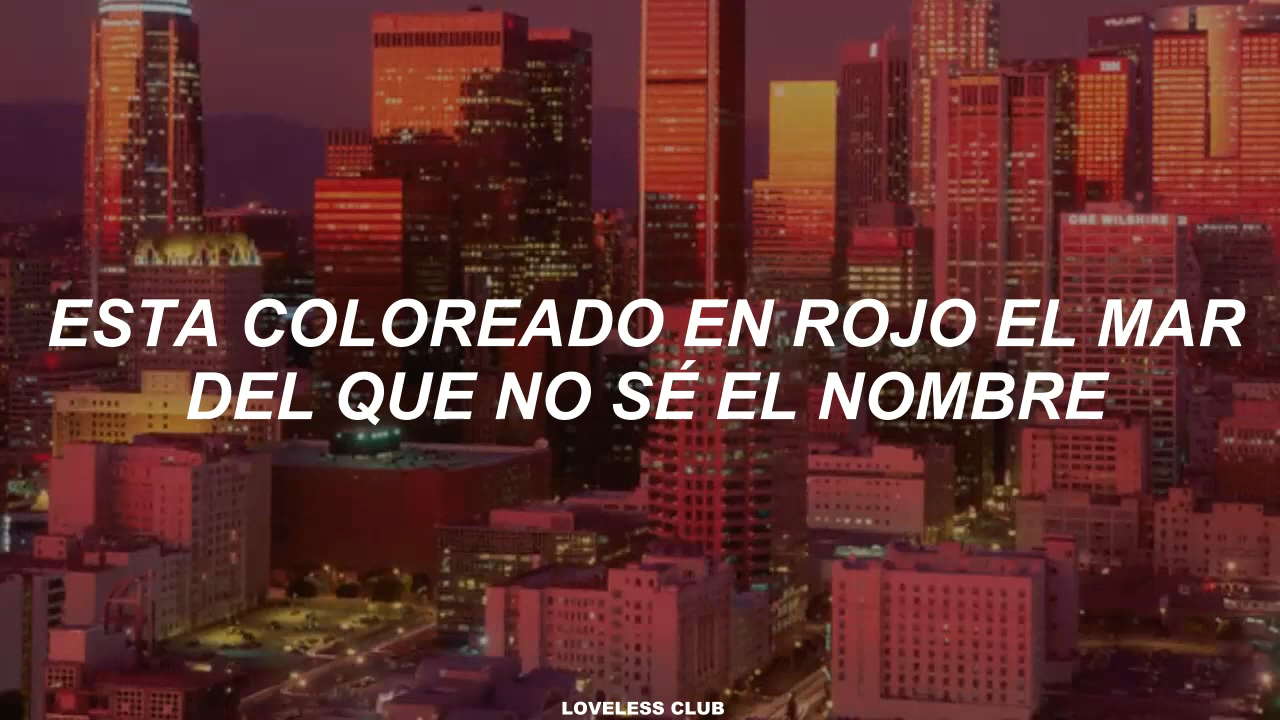 IBM
ONE WILSHIRE
ESTA COLOREADO EN ROJO EL MAR
DEL QUE NO SÉ EL NOMBRE
LOVELESS CLUB